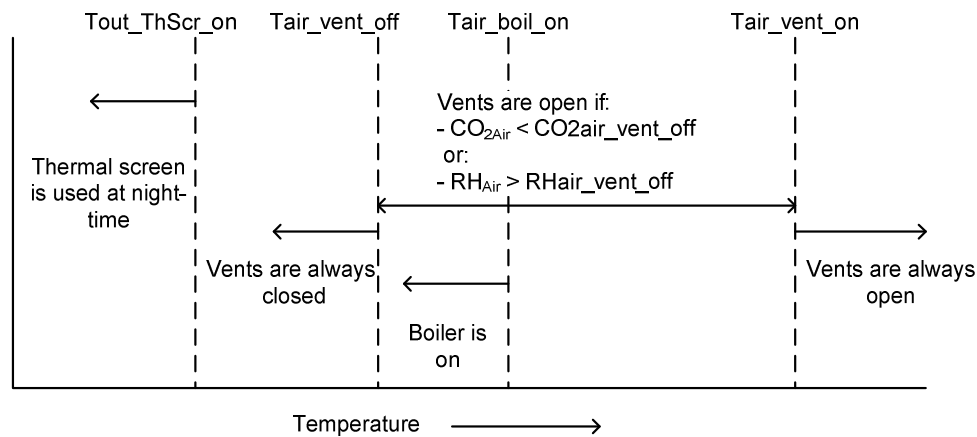 Tout_ThScr_on
Tair_vent_off
Tair_boil_on
Tair_vent_on
Vents are open if:
- CO2Air < CO2air_vent_off
or:
- RHAir > RHair_vent_off
Thermal screen
is used at night-
time
Vents are always
closed
Vents are always
open
Boiler is
on
Temperature